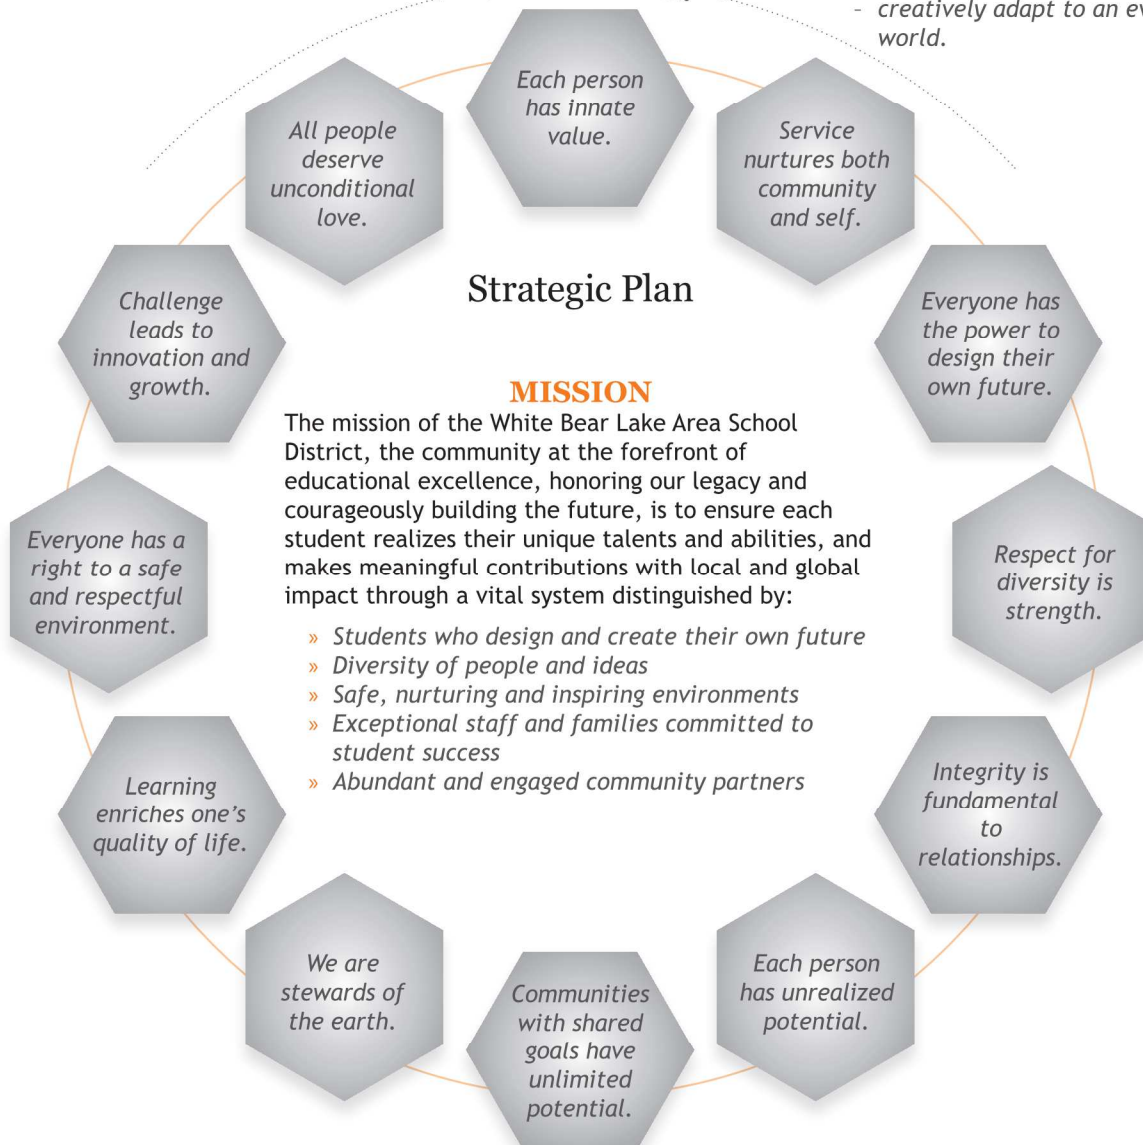 - creatively adapt to an
world.
Each person
has innate
value.
All people
deserve
unconditional
love.
Service
nurtures both
community
and self.
Challenge
leads to
innovation and
growth.
Strategic Plan
Everyone has
the power to
design their
own future.
MISSION
The mission of the White Bear Lake Area School
District, the community at the forefront of
educational excellence, honoring our legacy and
courageously building the future, is to ensure each
student realizes their unique talents and abilities, and
makes meaningful contributions with local and global
impact through a vital system distinguished by:
» Students who design and create their own future
» Diversity of people and ideas
» Safe, nurturing and inspiring environments
» Exceptional staff and families committed to
student success
» Abundant and engaged community partners
Everyone has a
right to a safe
and respectful
environment.
Respect for
diversity is
strength.
Learning
enriches one’s
quality of life.
Integrity is
fundamental
to
relationships.
We are
stewards of
the earth.
Communities
with shared
goals have
unlimited
potential.
Each person
has unrealized
potential.